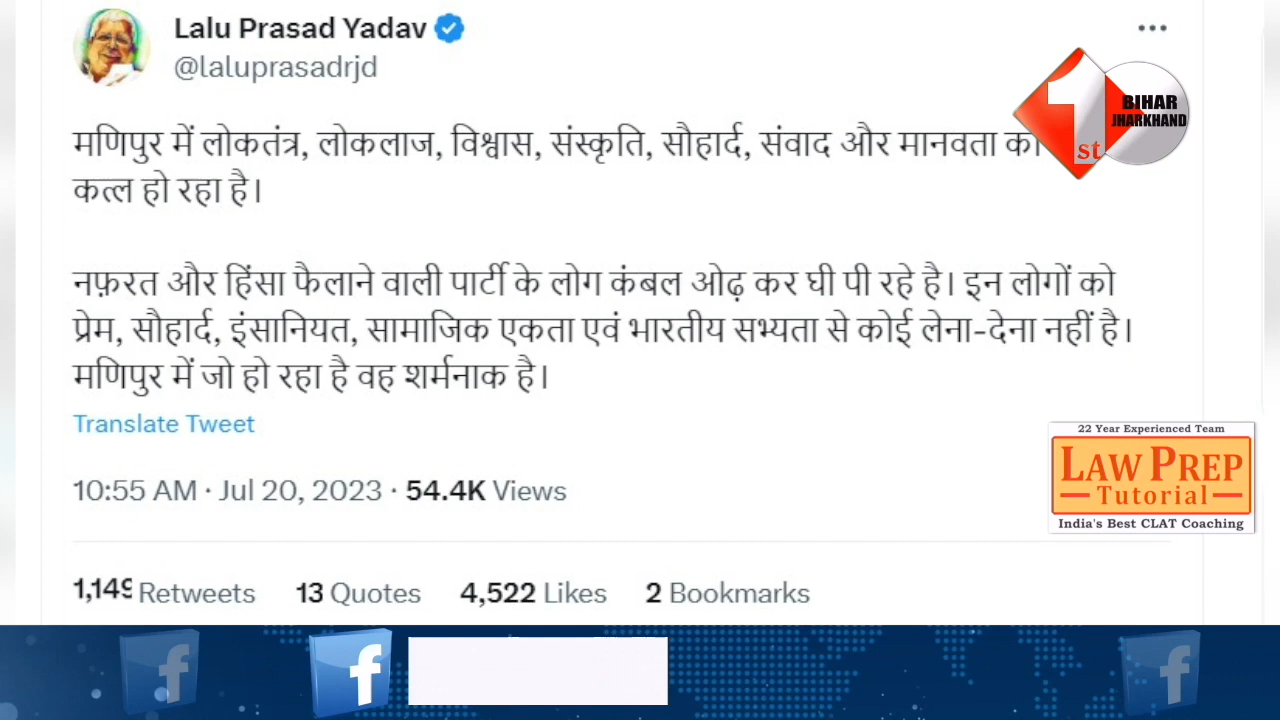 Lalu Prasad Yadav
@laluprasadrjd
1st
BIHAR
JHARKHAND
मणिपुर में लोकतंत्र, लोकलाज, विश्वास, संस्कृति, सौहार्द, संवाद और मानवता का
कत्ल हो रहा है।
नफ़रत और हिंसा फैलाने वाली पार्टी के लोग कंबल ओढ़ कर घी पी रहे है। इन लोगों को
प्रेम, सौहार्द, इंसानियत, सामाजिक एकता एवं भारतीय सभ्यता से कोई लेना-देना नहीं है।
मणिपुर में जो हो रहा है वह शर्मनाक है।
Translate Tweet
10:55 AM · Jul 20, 2023 · 54.4K Views
22 Year Experienced Team
LAW PREP
Tutorial
India's Best CLAT Coaching
1,149 Retweets 13 Quotes 4,522 Likes 2 Bookmarks